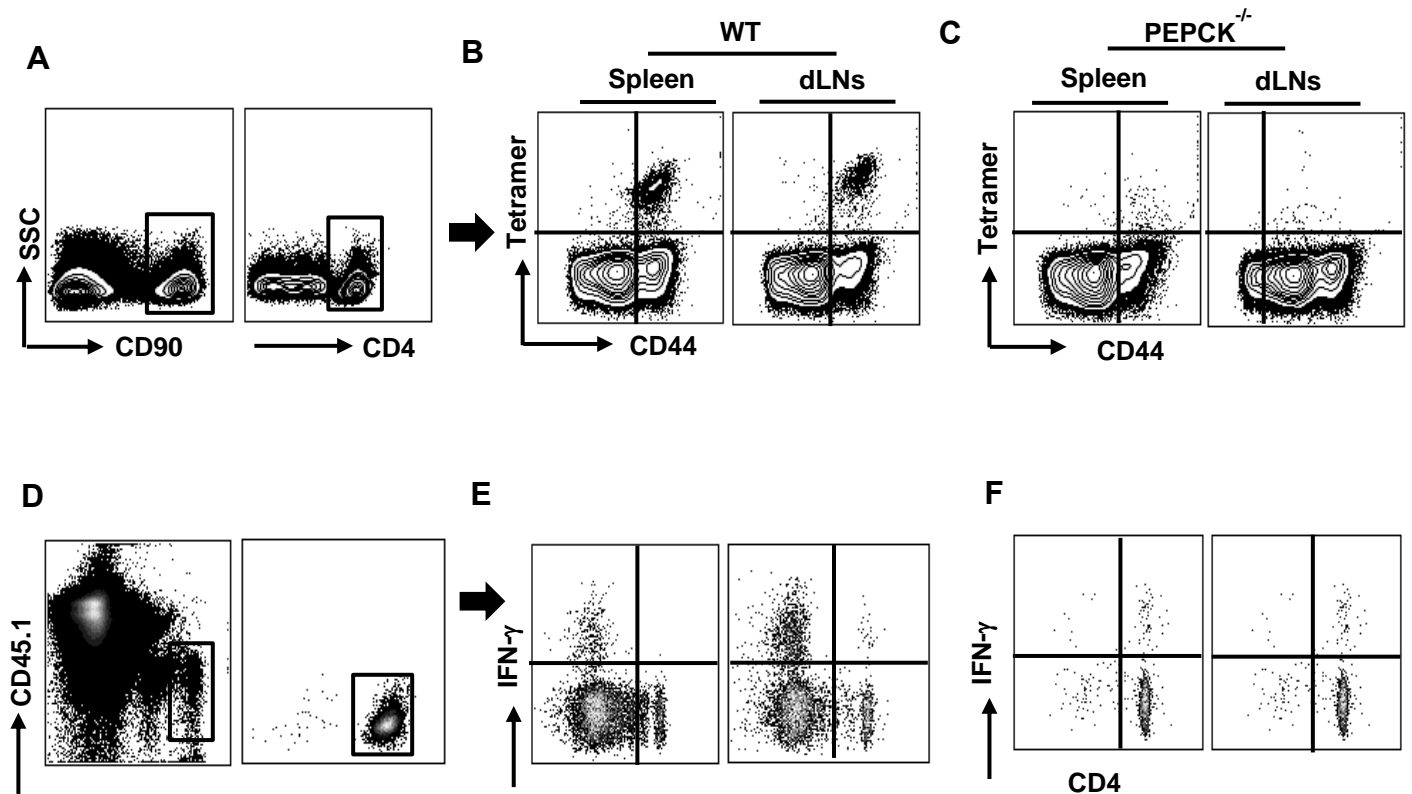 A
SSC
CD90
CD4
B
WT
Spleen
dLNs
Tetramer
CD44
C
PEPCK-/-
Spleen
dLNs
Tetramer
CD44
D
CD45.1
E
IFN-γ
F
IFN-γ
CD4